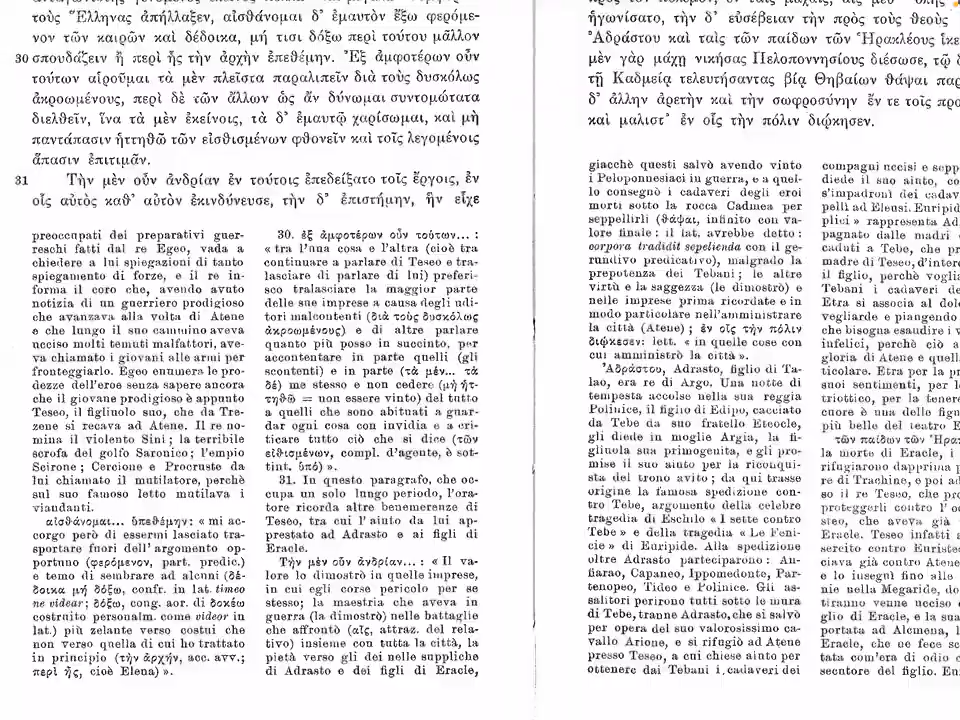 τοὺς Ἕλληνας ἀπήλλαξεν, αἰσθάνομαι δ' ἐμαυτὸν ἔξω φερόμε-
νον τῶν καιρῶν καὶ δέδοικα, μή τισι δόξω περὶ τούτου μᾶλλον
30 σπουδάζειν ἢ περὶ ἧς τὴν ἀρχὴν ἐπεθέμην. Ἐξ ἀμφοτέρων οὖν
τούτων αἱροῦμαι τὰ μὲν πλεῖστα παραλιπεῖν διὰ τοὺς δυσκόλως
ἀκροωμένους, περὶ δὲ τῶν ἄλλων ὡς ἂν δύνωμαι συντομώτατα
διελθεῖν, ἵνα τὰ μὲν ἐκείνοις, τὰ δ' ἐμαυτῷ χαρίσωμαι, καὶ μὴ
παντάπασιν ἡττηθῶ τῶν εἰσθισμένων φθονεῖν καὶ τοῖς λεγομένοις
ἅπασιν ἐπιτιμᾶν.
31 Τὴν μὲν οὖν ἀνδρίαν ἐν τούτοις ἐπεδείξατο τοῖς ἔργοις, ἐν
οἷς αὐτὸς καθ' αὑτὸν ἐκινδύνευσε, τὴν δ' ἐπιστήμην, ἣν εἶχε
preoccupati dei preparativi guer-
reschi fatti dal re Egeo, vada a
chiedere a lui spiegazioni di tanto
spiegamento di forze, e il re in-
forma il coro che, avendo avuto
notizia di un guerriero prodigioso
che avanzava alla volta di Atene
e che lungo il suo cammino aveva
ucciso molti temuti malfattori, ave-
va chiamato i giovani alle armi per
fronteggiarlo. Egeo enumera le pro-
dezze dell'eroe senza sapere ancora
che il giovane prodigioso è appunto
Teseo, il figliuolo suo, che da Tre-
zene si recava ad Atene. Il re no-
mina il violento Sini ; la terribile
scrofa del golfo Saronico ; l'empio
Scirone ; Cercione e Procruste da
lui chiamato il mutilatore, perchè
sul suo famoso letto mutilava i
viandanti.
αἰσθάνομαι... ὑπεθέμην: « mi ac-
corgo però di essermi lasciato tra-
sportare fuori dell'argomento op-
portuno (φερόμενον, part. predic.)
e temo di sembrare ad alcuni (δέ-
δοικα μή δόξω, confr. in lat. timeo
ne videar ; δόξω, cong. aor. di δοκέω
costruito personalm. come videor in
lat.) più zelante verso costui che
non verso quella di cui ho trattato
in principio (τὴν ἀρχήν, acc. avv.;
περὶ ἧς, cioè Elena) ».
30. ἐξ ἀμφοτέρων οὖν τούτων... :
« tra l'una cosa e l'altra (cioè tra
continuare a parlare di Teseo e tra-
lasciare di parlare di lui) preferi-
sco tralasciare la maggior parte
delle sue imprese a causa degli udi-
tori malcontenti (διὰ τοὺς δυσκόλως
ἀκροωμένους) e di altre parlare
quanto più posso in succinto, per
accontentare in parte quelli (gli
scontenti) e in parte (τὰ μὲν... τὰ
δέ) me stesso e non cedere (μὴ ἡτ-
τηθῶ = non essere vinto) del tutto
a quelli che sono abituati a guar-
dar ogni cosa con invidia e a cri-
ticare tutto ciò che si dice (τῶν
εἰθισμένων, compl. d'agente, è sot-
tint. ὑπό) ».
31. In questo paragrafo, che oc-
cupa un solo lungo periodo, l'ora-
tore ricorda altre benemerenze di
Teseo, tra cui l'aiuto da lui ap-
prestato ad Adrasto e ai figli di
Eracle.
Τὴν μὲν οὖν ἀνδρίαν... : « Il va-
lore lo dimostrò in quelle imprese,
in cui egli corse pericolo per se
stesso; la maestria che aveva in
guerra (la dimostrò) nelle battaglie
che affrontò (αἷς, attraz. del rela-
tivo) insieme con tutta la città, la
pietà verso gli dei nelle suppliche
di Adrasto e dei figli di Eracle,
ἠγωνίσατο, τὴν δ' εὐσέβειαν τὴν πρὸς τοὺς θεοὺς
Ἀδράστου καὶ ταῖς τῶν παίδων τῶν Ἡρακλέους ἱκε
μὲν γὰρ μάχῃ νικήσας Πελοποννησίους διέσωσε, τῷ δ
τῇ Καδμείᾳ τελευτήσαντας βίᾳ Θηβαίων θάψαι παρ
δ' ἄλλην ἀρετὴν καὶ τὴν σωφροσύνην ἔν τε τοῖς προ
καὶ μάλιστ' ἐν οἷς τὴν πόλιν διῴκησεν.
giacchè questi salvò avendo vinto
i Peloponnesiaci in guerra, e a quel-
lo consegnò i cadaveri degli eroi
morti sotto la rocca Cadmea per
seppellirli (θάψαι, infinito con va-
lore finale : il lat. avrebbe detto :
corpora tradidit sepelienda con il ge-
rundivo predicativo), malgrado la
prepotenza dei Tebani ; le altre
virtù e la saggezza (le dimostrò) e
nelle imprese prima ricordate e in
modo particolare nell'amministrare
la città (Atene) ; ἐν οἷς τὴν πόλιν
διῴκησεν: lett. « in quelle cose con
cui amministrò la città ».
Ἀδράστου, Adrasto, figlio di Ta-
lao, era re di Argo. Una notte di
tempesta accolse nella sua reggia
Polinice, il figlio di Edipo, cacciato
da Tebe da suo fratello Eteocle,
gli diede in moglie Argia, la fi-
gliuola sua primogenita, e gli pro-
mise il suo aiuto per la riconqui-
sta del trono avito ; da qui trasse
origine la famosa spedizione con-
tro Tebe, argomento della celebre
tragedia di Eschilo « I sette contro
Tebe » e della tragedia « Le Feni-
cie » di Euripide. Alla spedizione
oltre Adrasto parteciparono : An-
fiarao, Capaneo, Ippomedonte, Par-
tenopeo, Tideo e Polinice. Gli as-
salitori perirono tutti sotto le mura
di Tebe, tranne Adrasto, che si salvò
per opera del suo valorosissimo ca-
vallo Arione, e si rifugiò ad Atene
presso Teseo, a cui chiese aiuto per
ottenere dai Tebani i cadaveri dei
compagni uccisi e sepp
diede il suo aiuto, co
s'impadronì dei cadav
pellì ad Eleusi. Euripid
plici » rappresenta Ad
pagnato dalle madri
caduti a Tebe, che pr
madre di Teseo, d'inter
il figlio, perchè voglia
Tebani i cadaveri de
Etra si associa al dol
vegliarde e piangendo
che bisogna esaudire i v
infelici, perchè ciò a
gloria di Atene e quell
ticolare. Etra per la pr
suoi sentimenti, per l
triottico, per la tenere
cuore è una delle figu
più belle del teatro E
τῶν παίδων τῶν Ἡρα
la morte di Eracle, i
rifugiarono dapprima p
re di Trachine, e poi ad
so il re Teseo, che pr
proteggerli contro l'o
steo, che aveva già
Eracle. Teseo infatti a
sercito contro Euriste
ciava già contro Atene
e lo inseguì fino alle
nie nella Megaride, do
tiranno venne ucciso
glio di Eracle, e la sua
portata ad Alcmena, l
Eracle, che ne fece sc
tata com'era di odio c
secutore del figlio. Eu